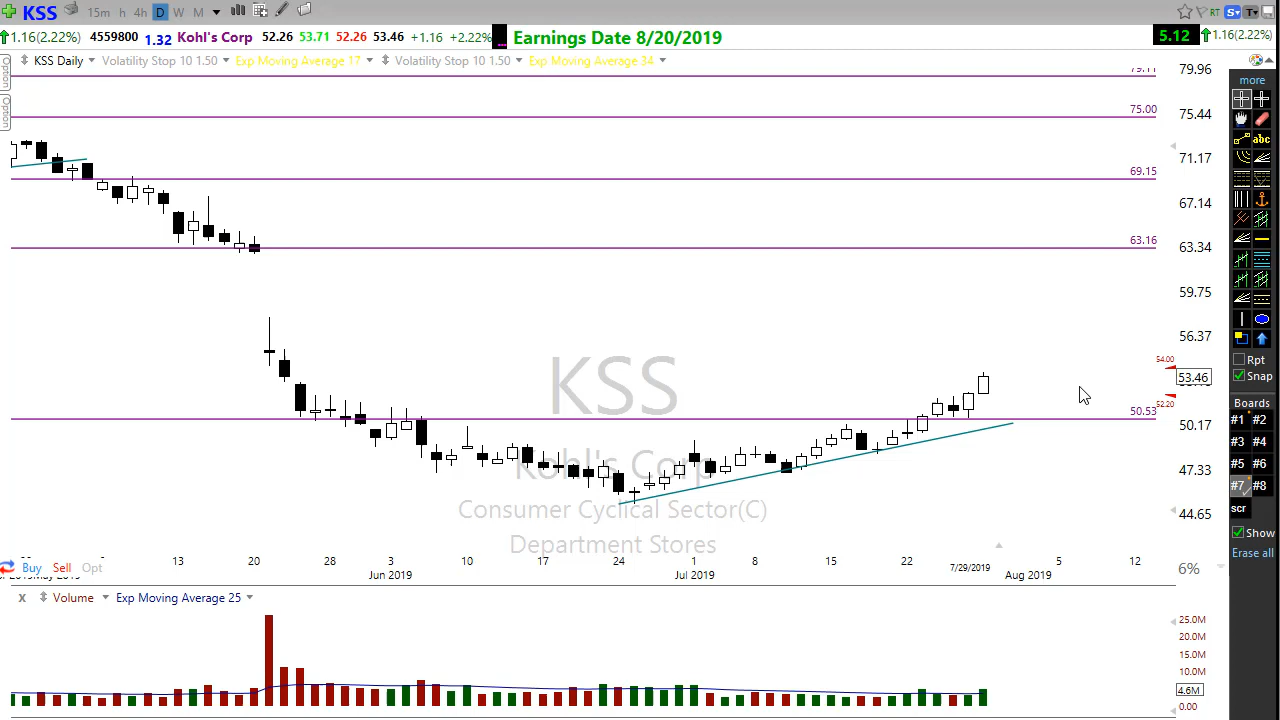 KSS 15m h 4h D W M RT S T
1.16(2.22%) 4559800 1.32 Kohl's Corp 52.26 53.71 52.26 53.46 +1.16 +2.22% Earnings Date 8/20/2019 5.12 1.16(2.22%)
Option
Option
KSS Daily Volatility Stop 10 1.50 Exp Moving Average 17 Volatility Stop 10 1.50 Exp Moving Average 34
79.11
75.00
69.15
63.16
50.53
79.96
75.44
71.17
67.14
63.34
59.75
56.37
54.00
53.46
52.20
50.17
47.33
44.65
KSS
Kohl's Corp
Consumer Cyclical Sector(C)
Department Stores
13 20 28 3 10 17 24 1 8 15 22 7/29/2019 5 12
May 2019 Jun 2019 Jul 2019 Aug 2019
Buy Sell Opt
6%
X Volume Exp Moving Average 25
25.0M
20.0M
15.0M
10.0M
4.6M
0.00
more
abc
Rpt
Snap
Boards
#1 #2
#3 #4
#5 #6
#7 #8
scr
Show
Erase all